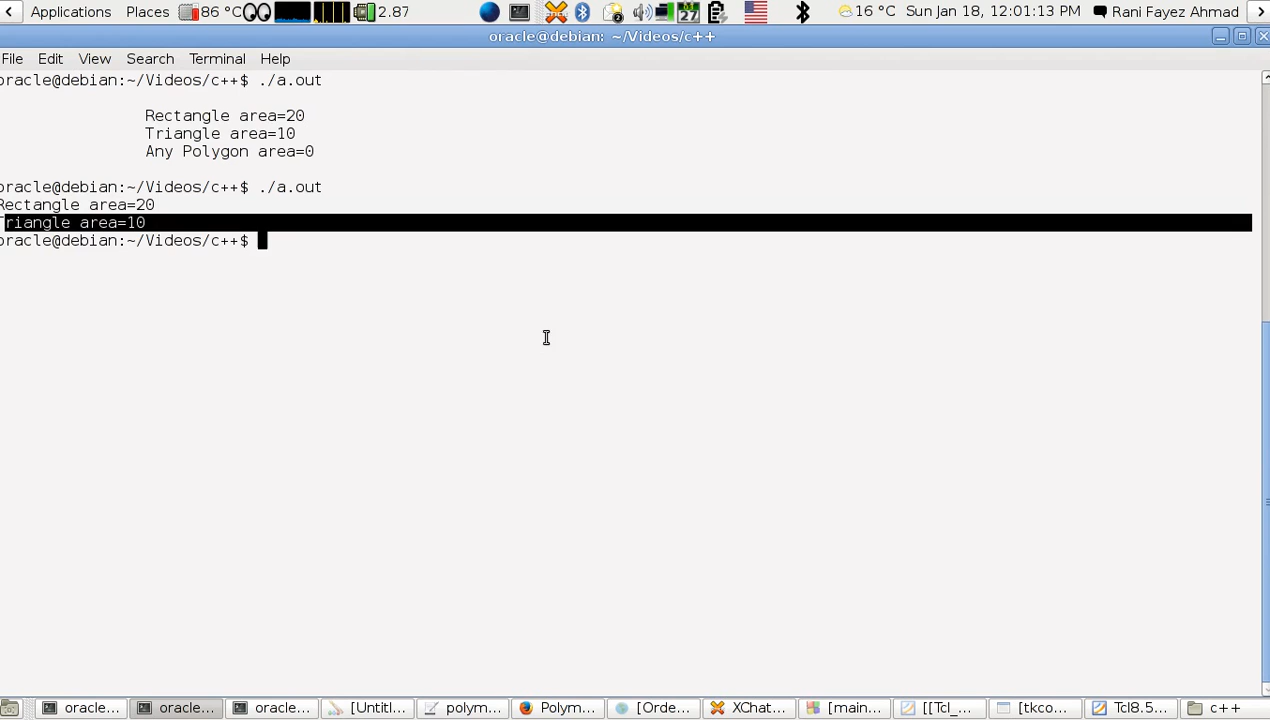 Applications Places 86 °C 2.87 27 16 °C Sun Jan 18, 12:01:13 PM Rani Fayez Ahmad
oracle@debian: ~/Videos/c++
File Edit View Search Terminal Help
oracle@debian:~/Videos/c++$ ./a.out
Rectangle area=20
Triangle area=10
Any Polygon area=0
oracle@debian:~/Videos/c++$ ./a.out
Rectangle area=20
Triangle area=10
oracle@debian:~/Videos/c++$
oracle... oracle... oracle... [Untitl... polym... Polym... [Orde... XChat... [main... [[Tcl_... [tkco... Tcl8.5... c++